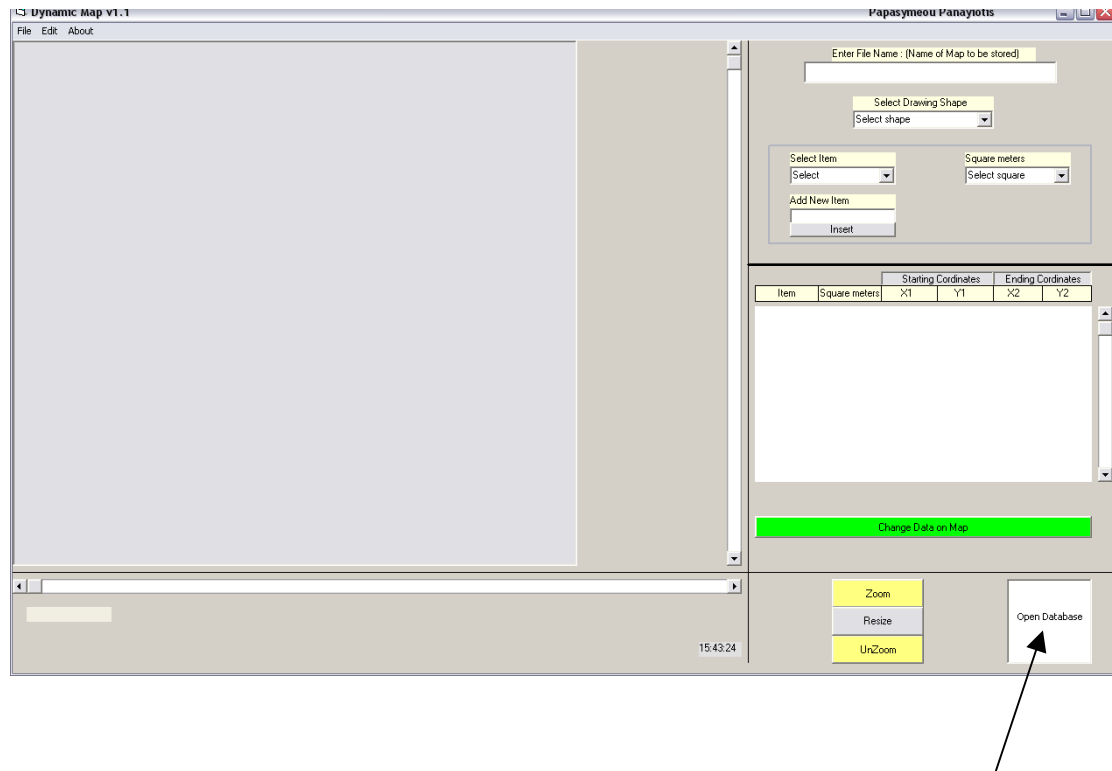 Dynamic Map v1.1 Papasymeou Panayiotis
File Edit About
Enter File Name : (Name of Map to be stored)
Select Drawing Shape
Select shape
Select Item Square meters
Select Select square
Add New Item
Insert
Starting Cordinates Ending Cordinates
Item Square meters X1 Y1 X2 Y2
Change Data on Map
Zoom
Resize
UnZoom
Open Database
15:43:24